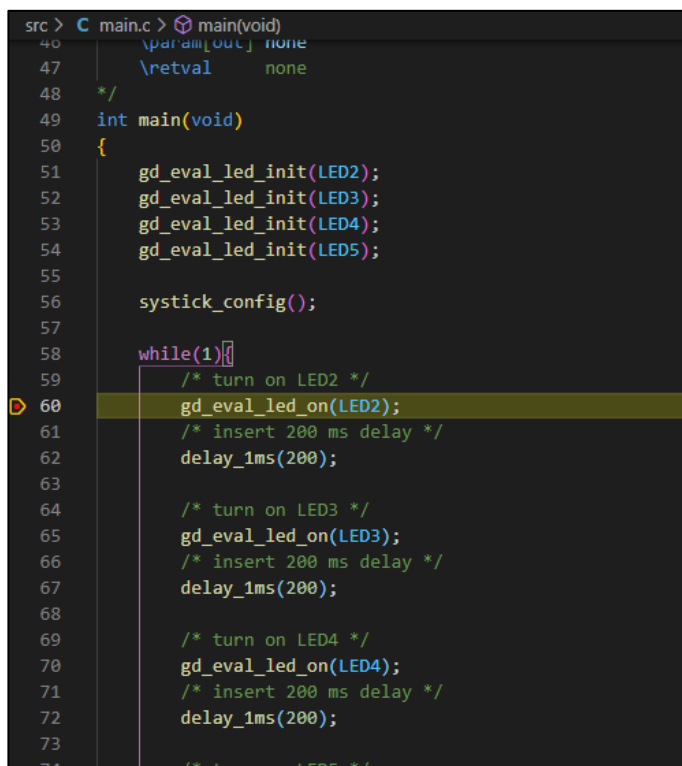 src > C main.c > main(void)
46 \param[out] none
47 \retval none
48 */
49 int main(void)
50 {
51 gd_eval_led_init(LED2);
52 gd_eval_led_init(LED3);
53 gd_eval_led_init(LED4);
54 gd_eval_led_init(LED5);
55
56 systick_config();
57
58 while(1){
59 /* turn on LED2 */
60 gd_eval_led_on(LED2);
61 /* insert 200 ms delay */
62 delay_1ms(200);
63
64 /* turn on LED3 */
65 gd_eval_led_on(LED3);
66 /* insert 200 ms delay */
67 delay_1ms(200);
68
69 /* turn on LED4 */
70 gd_eval_led_on(LED4);
71 /* insert 200 ms delay */
72 delay_1ms(200);
73